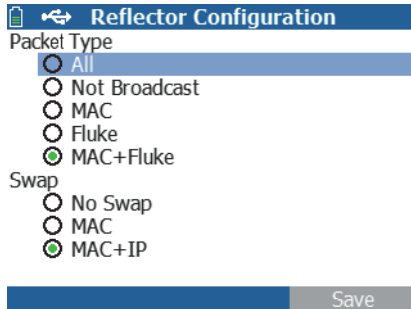 Reflector Configuration
Packet Type
All
Not Broadcast
MAC
Fluke
MAC+Fluke
Swap
No Swap
MAC
MAC+IP
Save